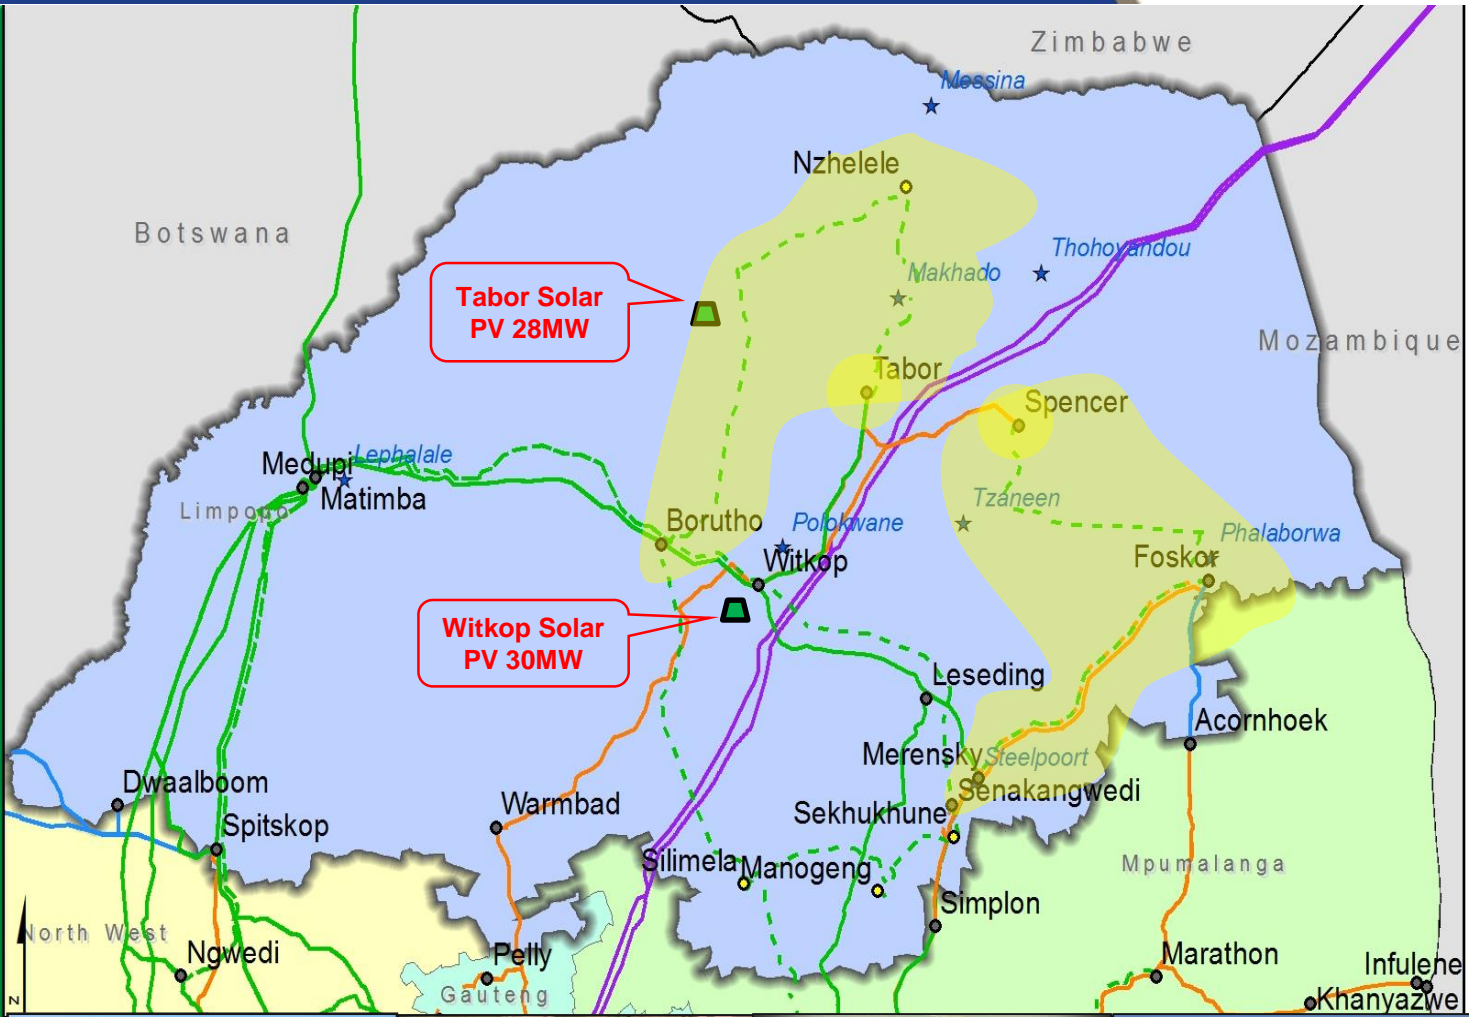 Zimbabwe
Messina
Nzhelele
Botswana
Thohoyandou
Makhado
Tabor Solar
PV 28MW
Mozambique
Tabor
Spencer
Medupi
Lephalale
Matimba
Limpopo
Tzaneen
Borutho
Polokwane
Phalaborwa
Witkop
Foskor
Witkop Solar
PV 30MW
Leseding
Acornhoek
Merensky
Steelpoort
Dwaalboom
Senakangwedi
Warmbad
Sekhukhune
Spitskop
Silimela
Manogeng
Mpumalanga
Simplon
North West
Ngwedi
Pelly
Marathon
Infulene
Gauteng
Khanyazwe
N